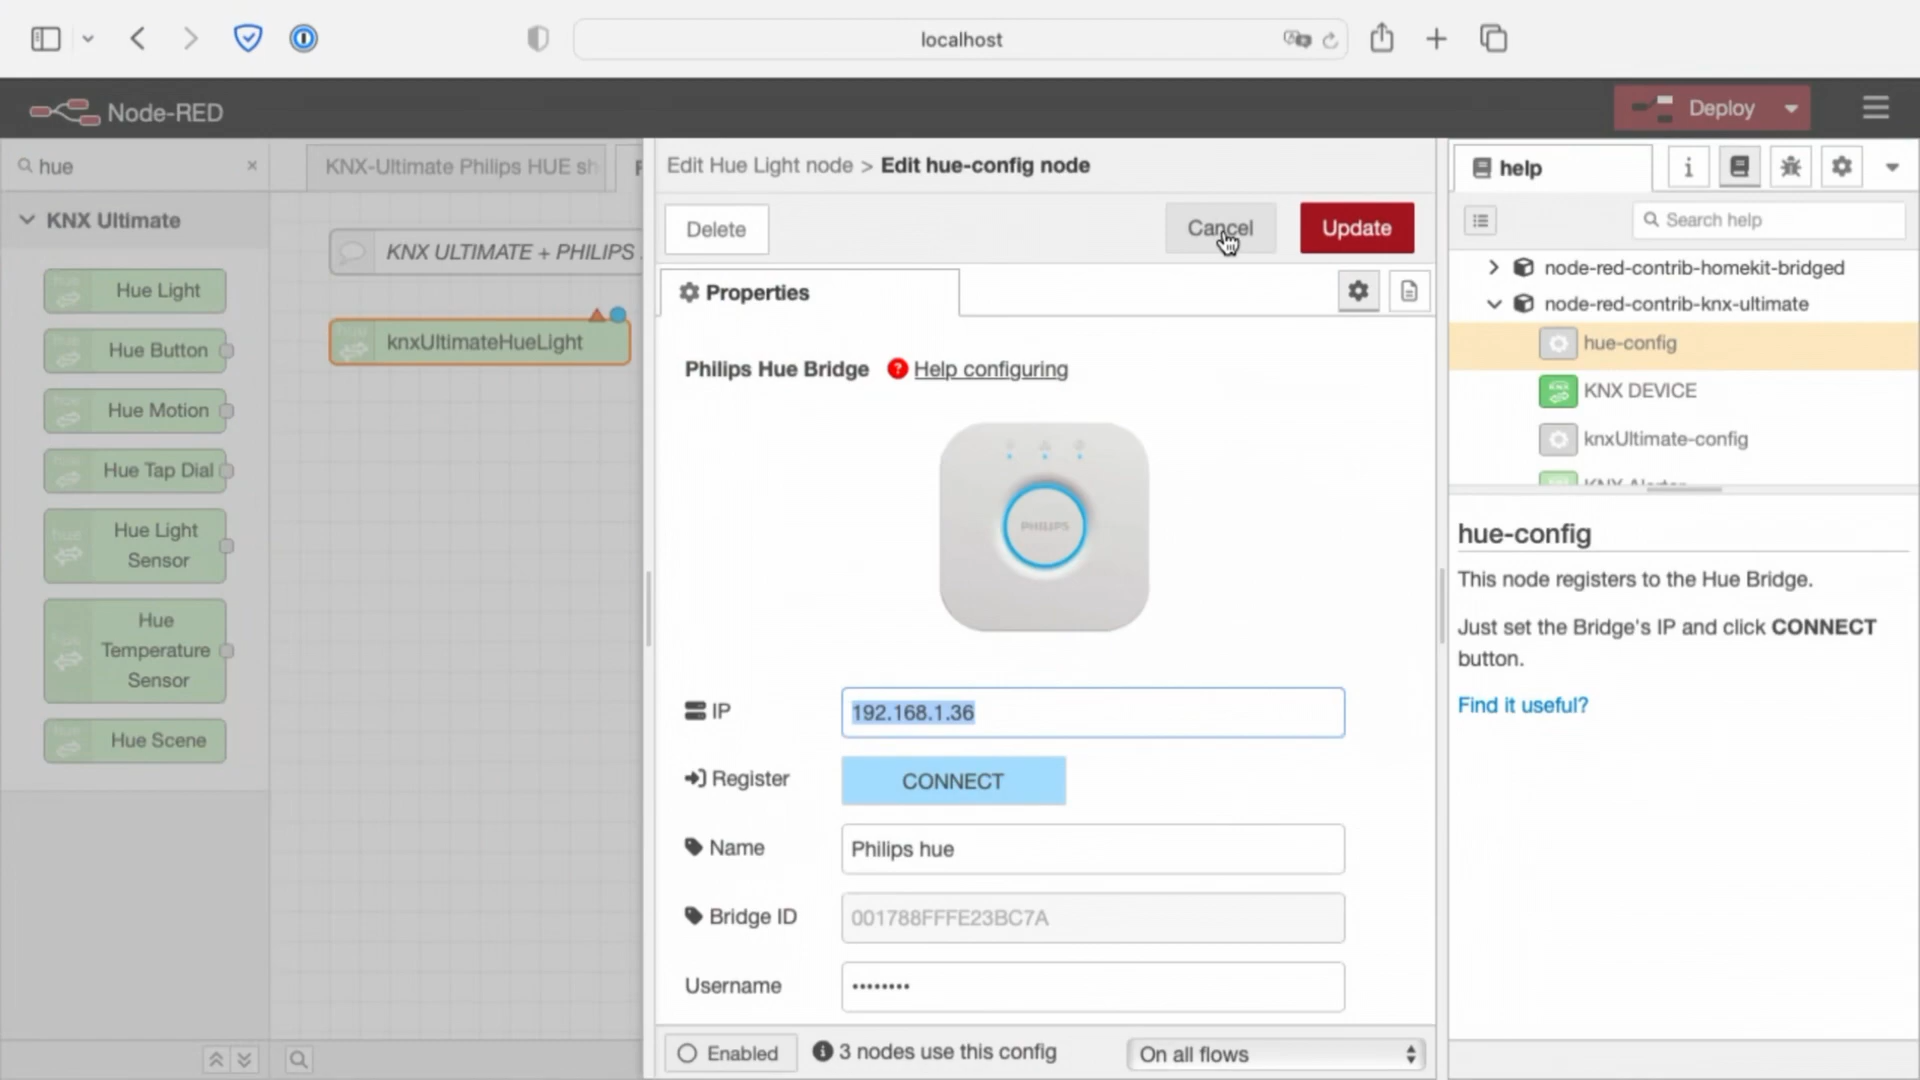 localhost
Node-RED
Deploy
hue
KNX Ultimate
Hue Light
Hue Button
Hue Motion
Hue Tap Dial
Hue Light
Sensor
Hue
Temperature
Sensor
Hue Scene
KNX-Ultimate Philips HUE sh
KNX ULTIMATE + PHILIPS
knxUltimateHueLight
Edit Hue Light node > Edit hue-config node
Delete
Cancel
Update
Properties
Philips Hue Bridge
Help configuring
PHILIPS
IP
192.168.1.36
Register
CONNECT
Name
Philips hue
Bridge ID
001788FFFE23BC7A
Username
••••••••
Enabled
3 nodes use this config
On all flows
help
Search help
node-red-contrib-homekit-bridged
node-red-contrib-knx-ultimate
hue-config
KNX DEVICE
knxUltimate-config
hue-config
This node registers to the Hue Bridge.
Just set the Bridge's IP and click CONNECT
button.
Find it useful?